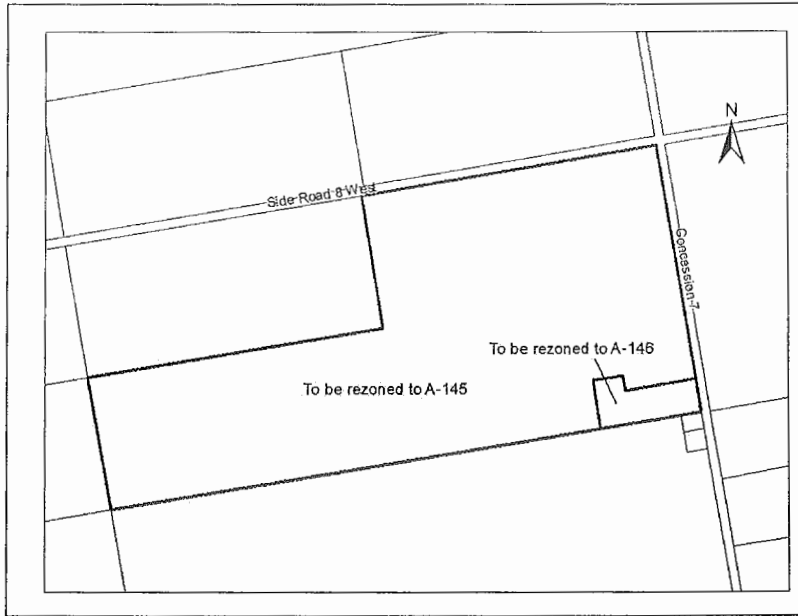 N
Side Road 8 West
Concession 7
To be rezoned to A-146
To be rezoned to A-145